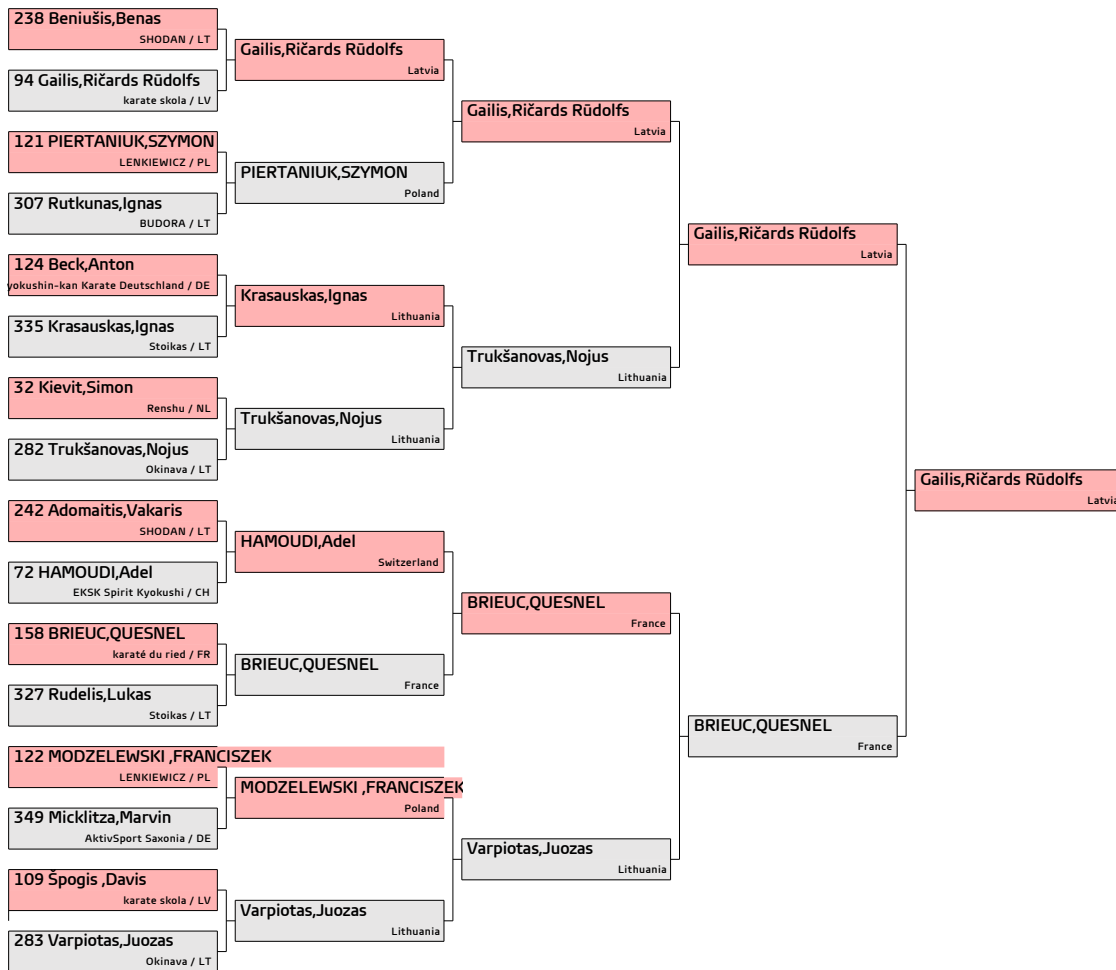 238 Beniušis,Benas
SHODAN / LT
94 Gailis,Ričards Rūdolfs
karate skola / LV
121 PIERTANIUK,SZYMON
LENKIEWICZ / PL
307 Rutkunas,Ignas
BUDORA / LT
124 Beck,Anton
yokushin-kan Karate Deutschland / DE
335 Krasauskas,Ignas
Stoikas / LT
32 Kievit,Simon
Renshu / NL
282 Trukšanovas,Nojus
Okinava / LT
242 Adomaitis,Vakaris
SHODAN / LT
72 HAMOUDI,Adel
EKSK Spirit Kyokushi / CH
158 BRIEUC,QUESNEL
karaté du ried / FR
327 Rudelis,Lukas
Stoikas / LT
122 MODZELEWSKI ,FRANCISZEK
LENKIEWICZ / PL
349 Micklitza,Marvin
AktivSport Saxonia / DE
109 Špogis ,Davis
karate skola / LV
283 Varpiotas,Juozas
Okinava / LT
Gailis,Ričards Rūdolfs
Latvia
PIERTANIUK,SZYMON
Poland
Krasauskas,Ignas
Lithuania
Trukšanovas,Nojus
Lithuania
HAMOUDI,Adel
Switzerland
BRIEUC,QUESNEL
France
MODZELEWSKI ,FRANCISZEK
Poland
Varpiotas,Juozas
Lithuania
Gailis,Ričards Rūdolfs
Latvia
Trukšanovas,Nojus
Lithuania
BRIEUC,QUESNEL
France
Varpiotas,Juozas
Lithuania
Gailis,Ričards Rūdolfs
Latvia
BRIEUC,QUESNEL
France
Gailis,Ričards Rūdolfs
Latvia